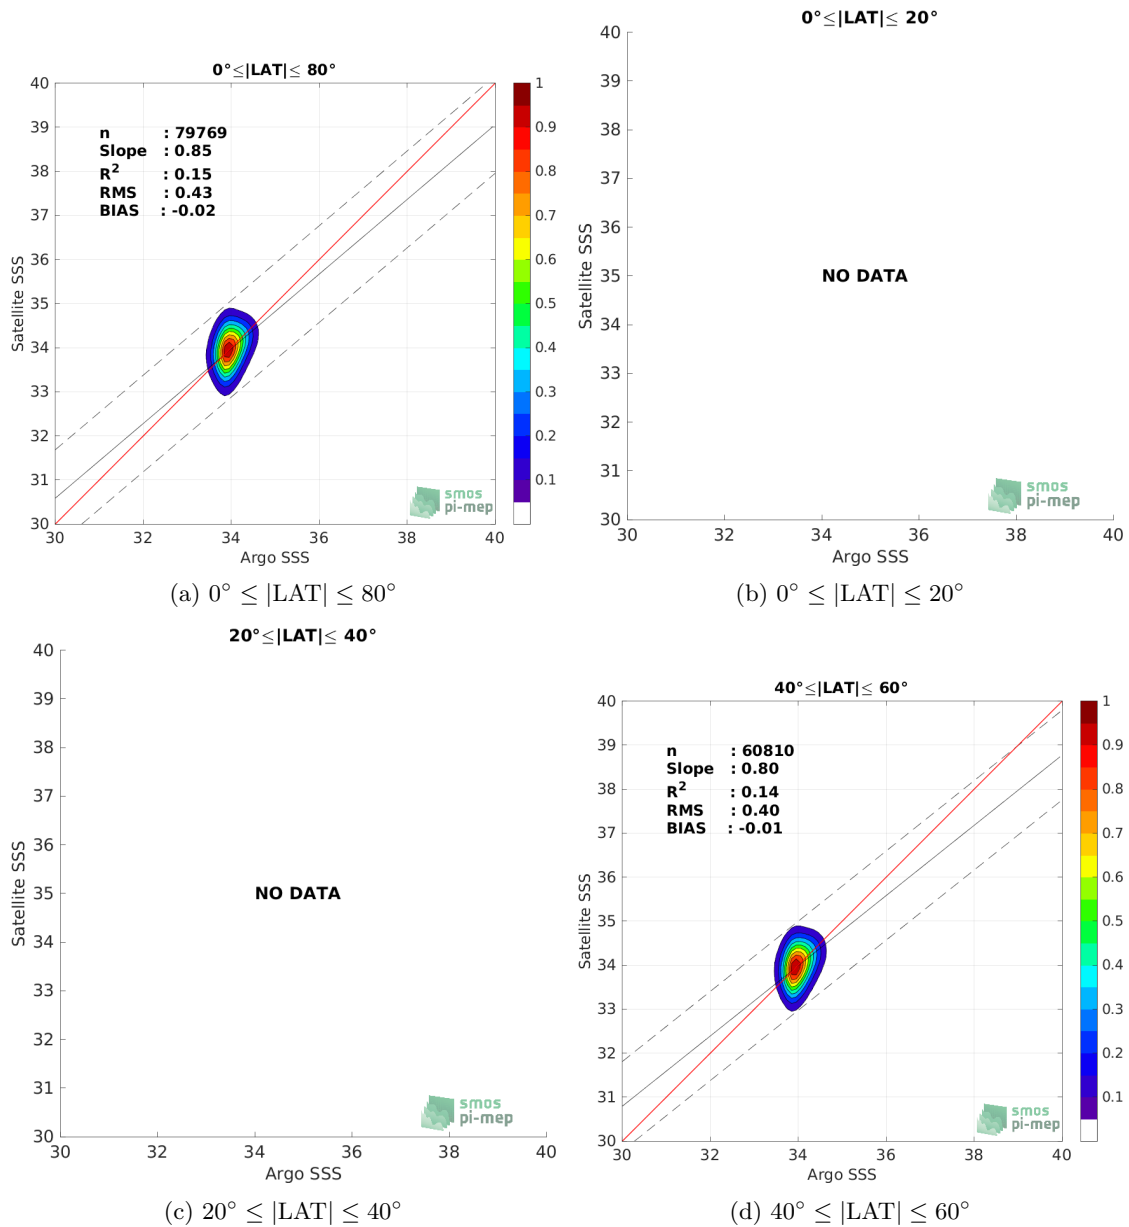 0°≤|LAT|≤ 80°
40
39
38
37
36
35
34
33
32
31
30
Satellite SSS
n : 79769
Slope : 0.85
R² : 0.15
RMS : 0.43
BIAS : -0.02
smos
pi-mep
30 32 34 36 38 40
Argo SSS
1
0.9
0.8
0.7
0.6
0.5
0.4
0.3
0.2
0.1
(a) 0° ≤ |LAT| ≤ 80°
0°≤|LAT|≤ 20°
40
39
38
37
36
35
34
33
32
31
30
Satellite SSS
NO DATA
smos
pi-mep
30 32 34 36 38 40
Argo SSS
(b) 0° ≤ |LAT| ≤ 20°
20°≤|LAT|≤ 40°
40
39
38
37
36
35
34
33
32
31
30
Satellite SSS
NO DATA
smos
pi-mep
30 32 34 36 38 40
Argo SSS
(c) 20° ≤ |LAT| ≤ 40°
40°≤|LAT|≤ 60°
40
39
38
37
36
35
34
33
32
31
30
Satellite SSS
n : 60810
Slope : 0.80
R² : 0.14
RMS : 0.40
BIAS : -0.01
smos
pi-mep
30 32 34 36 38 40
Argo SSS
1
0.9
0.8
0.7
0.6
0.5
0.4
0.3
0.2
0.1
(d) 40° ≤ |LAT| ≤ 60°